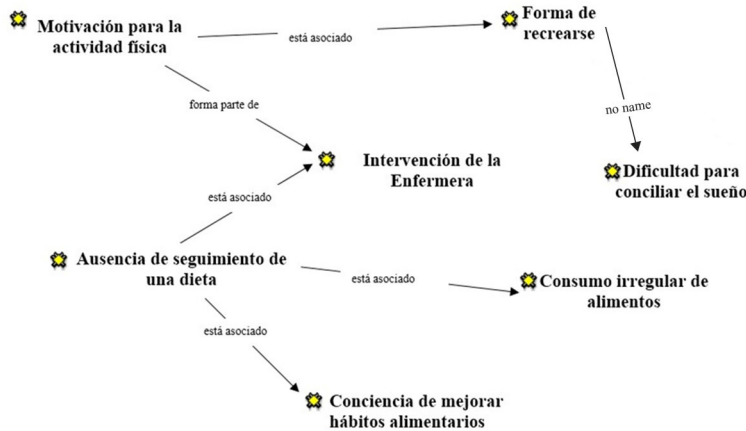 Motivación para la
actividad física
está asociado
Forma de
recrearse
forma parte de
no name
Intervención de la
Enfermera
Dificultad para
conciliar el sueño
está asociado
Ausencia de seguimiento de
una dieta
está asociado
Consumo irregular de
alimentos
está asociado
Conciencia de mejorar
hábitos alimentarios